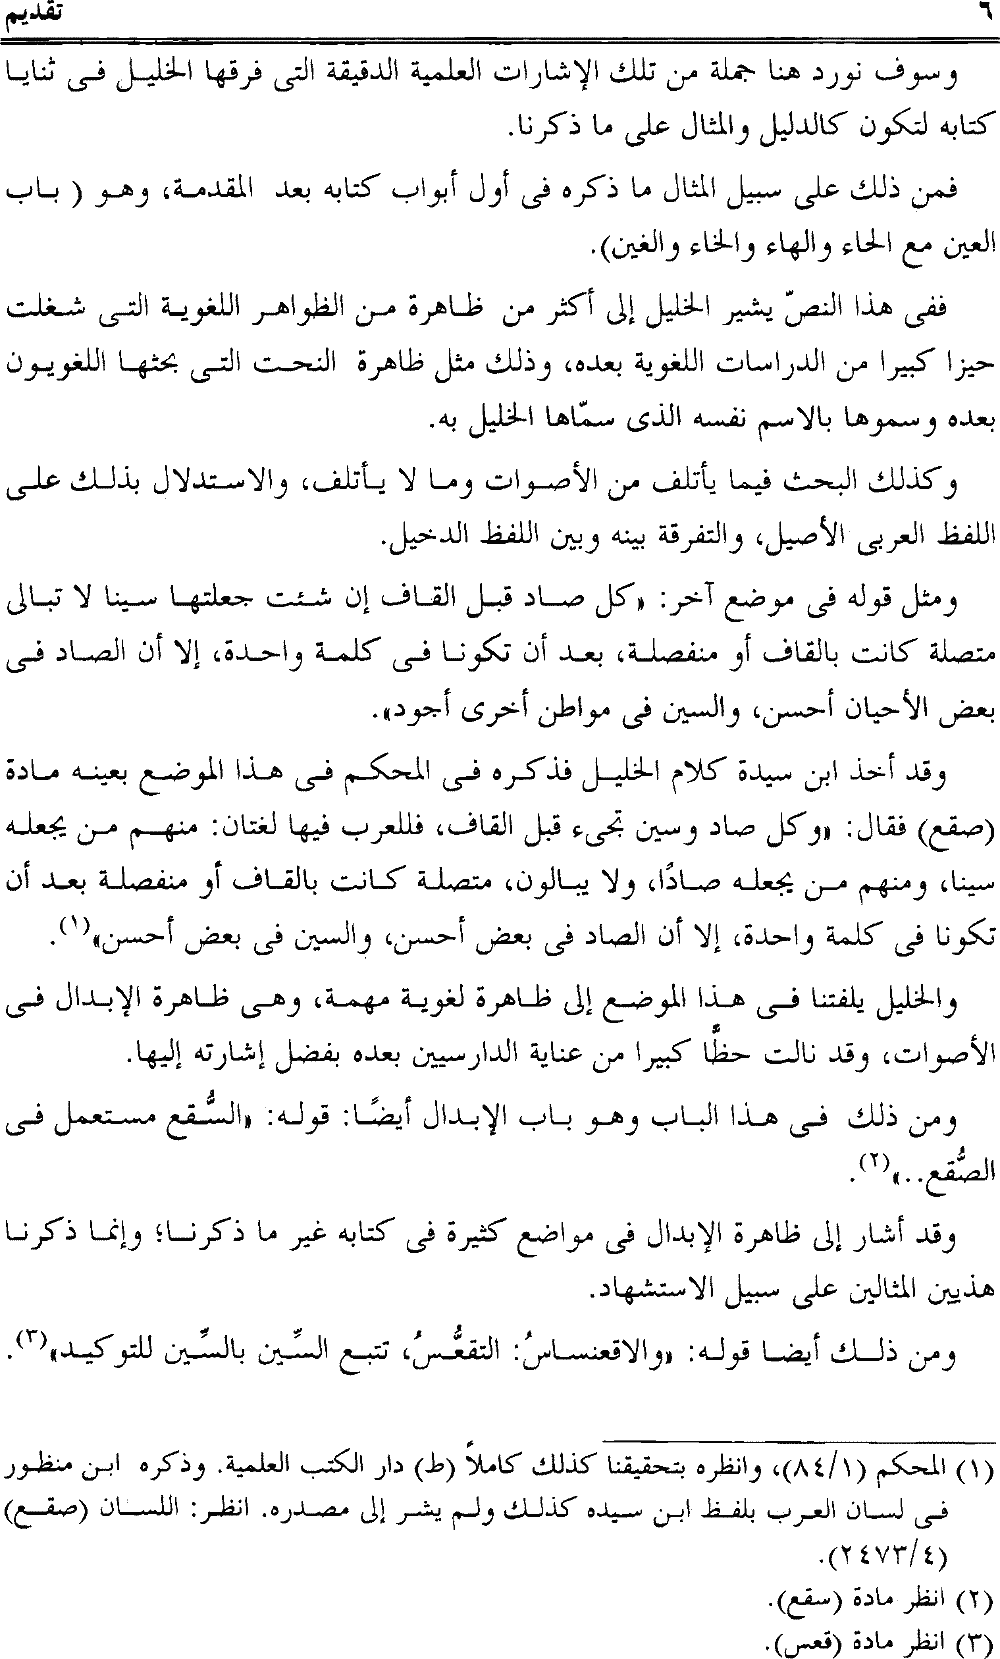 ٦ تقديم
وسوف نورد هنا جملة من تلك الإشارات العلمية الدقيقة التى فرقها الخليل فى ثنايا
كتابه لتكون كالدليل والمثال على ما ذكرنا.
فمن ذلك على سبيل المثال ما ذكره فى أول أبواب كتابه بعد المقدمة، وهو ( باب
العين مع الحاء والهاء والخاء والغين).
ففى هذا النصّ يشير الخليل إلى أكثر من ظاهرة من الظواهر اللغوية التى شغلت
حيزا كبيرا من الدراسات اللغوية بعده، وذلك مثل ظاهرة النحت التى بحثها اللغويون
بعده وسموها بالاسم نفسه الذى سمّاها الخليل به.
وكذلك البحث فيما يأتلف من الأصوات وما لا يأتلف، والاستدلال بذلك على
اللفظ العربى الأصيل، والتفرقة بينه وبين اللفظ الدخيل.
ومثل قوله فى موضع آخر: «كل صاد قبل القاف إن شئت جعلتها سينا لا تبالى
متصلة كانت بالقاف أو منفصلة، بعد أن تكونا فى كلمة واحدة، إلا أن الصاد فى
بعض الأحيان أحسن، والسين فى مواطن أخرى أجود».
وقد أخذ ابن سيدة كلام الخليل فذكره فى المحكم فى هذا الموضع بعينه مادة
(صقع) فقال: «وكل صاد وسين تجىء قبل القاف، فللعرب فيها لغتان: منهم من يجعله
سينا، ومنهم من يجعله صادًا، ولا يبالون، متصلة كانت بالقاف أو منفصلة بعد أن
تكونا فى كلمة واحدة، إلا أن الصاد فى بعض أحسن، والسين فى بعض أحسن»(١).
والخليل يلفتنا فى هذا الموضع إلى ظاهرة لغوية مهمة، وهى ظاهرة الإبدال فى
الأصوات، وقد نالت حظًّا كبيرا من عناية الدارسيين بعده بفضل إشارته إليها.
ومن ذلك فى هذا الباب وهو باب الإبدال أيضًا: قوله: «السُّقع مستعمل فى
الصُّقع..»(٢).
وقد أشار إلى ظاهرة الإبدال فى مواضع كثيرة فى كتابه غير ما ذكرنا؛ وإنما ذكرنا
هذيين المثالين على سبيل الاستشهاد.
ومن ذلك أيضا قوله: «والاقعنساسُ: التقعُّسُ، تتبع السِّين بالسِّين للتوكيد»(٣).
(١) المحكم (٨٤/١)، وانظره بتحقيقنا كذلك كاملاً (ط) دار الكتب العلمية. وذكره ابن منظور
فى لسان العرب بلفظ ابن سيده كذلك ولم يشر إلى مصدره. انظر: اللسان (صقع)
(٢٤٧٣/٤).
(٢) انظر مادة (سقع).
(٣) انظر مادة (قعس).